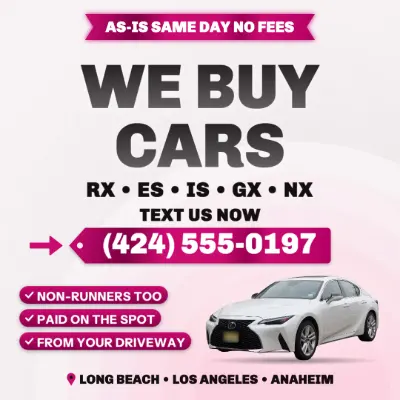 AS-IS SAME DAY NO FEES
WE BUY
CARS
RX • ES • IS • GX • NX
TEXT US NOW
(424) 555-0197
NON-RUNNERS TOO
PAID ON THE SPOT
FROM YOUR DRIVEWAY
LONG BEACH • LOS ANGELES • ANAHEIM